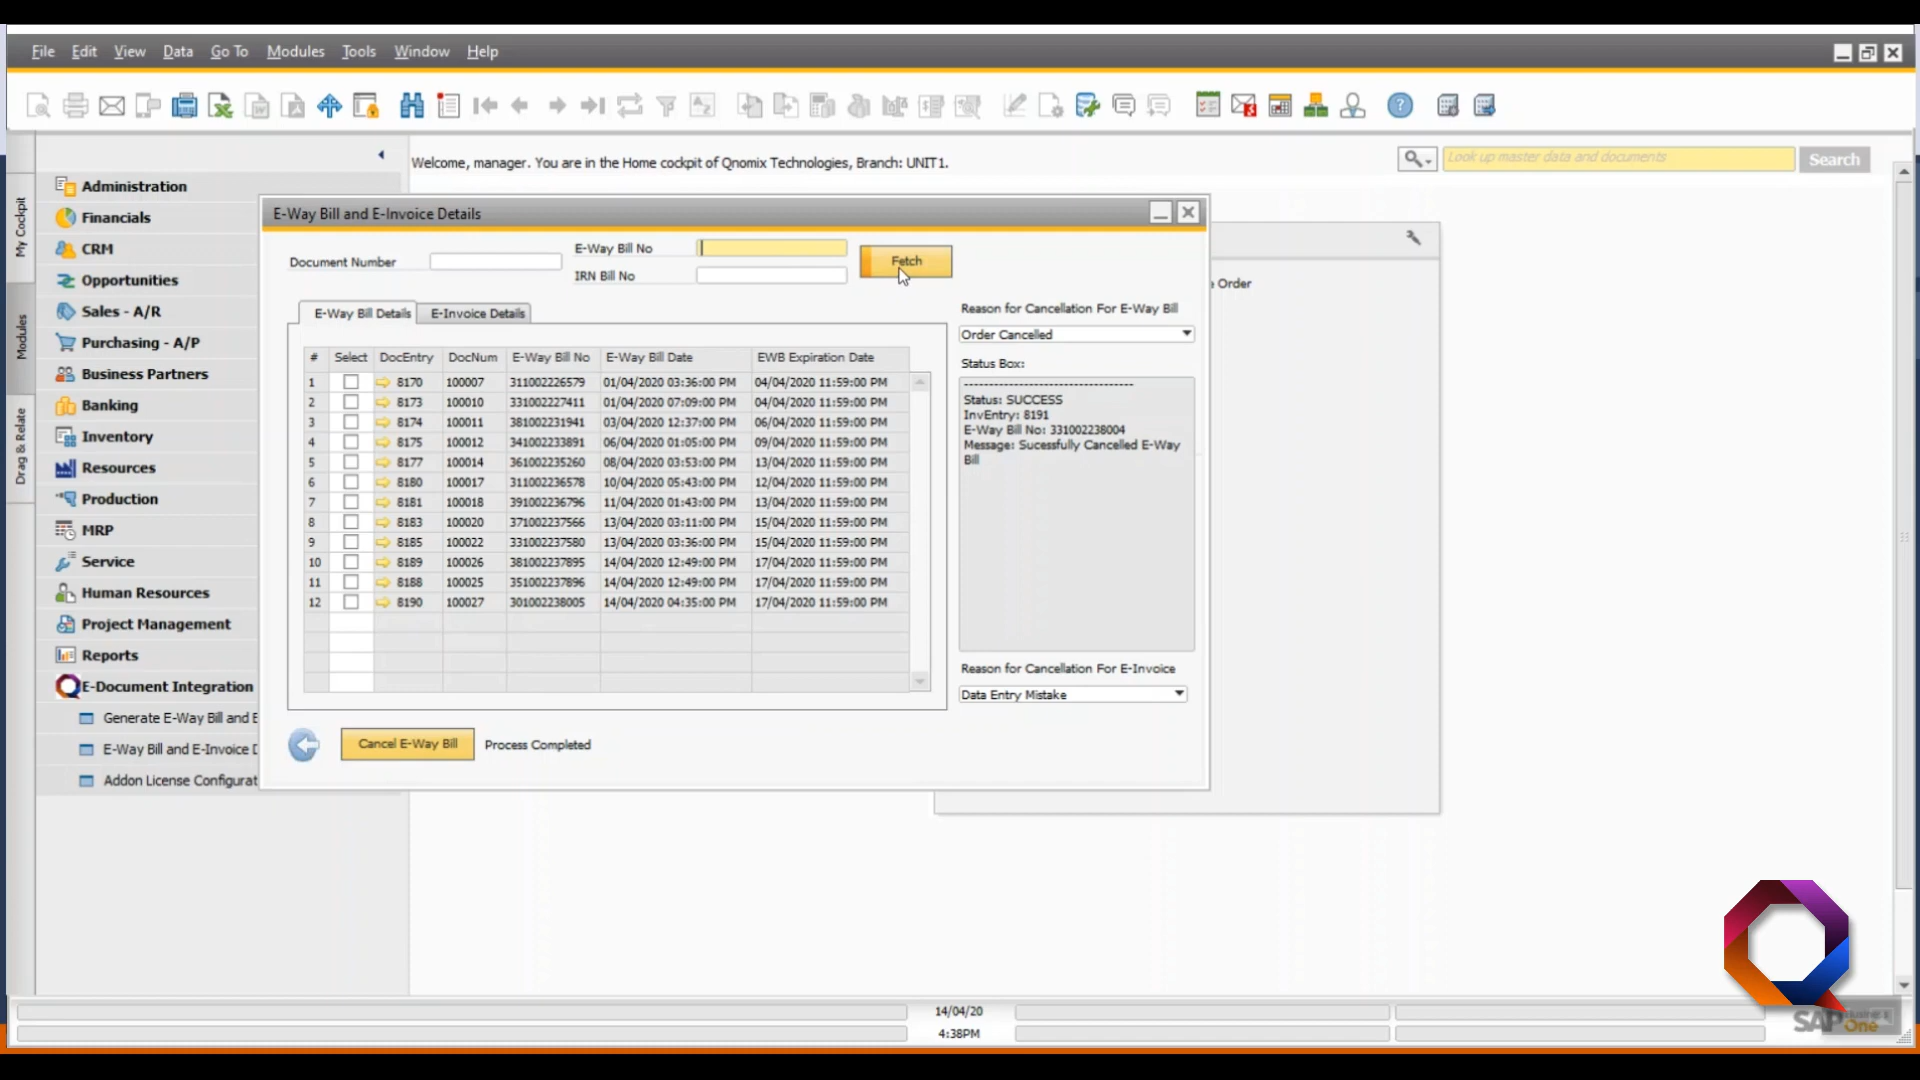 File Edit View Data Go To Modules Tools Window Help
Welcome, manager. You are in the Home cockpit of Qnomix Technologies, Branch: UNIT1.
Look up master data and documents
Search
My Cockpit
Modules
Drag & Relate
Administration
Financials
CRM
Opportunities
Sales - A/R
Purchasing - A/P
Business Partners
Banking
Inventory
Resources
Production
MRP
Service
Human Resources
Project Management
Reports
E-Document Integration
Generate E-Way Bill and E
E-Way Bill and E-Invoice D
Addon License Configurat
E-Way Bill and E-Invoice Details
Document Number
E-Way Bill No
IRN Bill No
Fetch
E-Way Bill Details E-Invoice Details
# Select DocEntry DocNum E-Way Bill No E-Way Bill Date EWB Expiration Date
1 8170 100007 311002226579 01/04/2020 03:36:00 PM 04/04/2020 11:59:00 PM
2 8173 100010 331002227411 01/04/2020 07:09:00 PM 04/04/2020 11:59:00 PM
3 8174 100011 381002231941 03/04/2020 12:37:00 PM 06/04/2020 11:59:00 PM
4 8175 100012 341002233891 06/04/2020 01:05:00 PM 09/04/2020 11:59:00 PM
5 8177 100014 361002235260 08/04/2020 03:53:00 PM 13/04/2020 11:59:00 PM
6 8180 100017 311002236578 10/04/2020 05:43:00 PM 12/04/2020 11:59:00 PM
7 8181 100018 391002236796 11/04/2020 01:43:00 PM 13/04/2020 11:59:00 PM
8 8183 100020 371002237566 13/04/2020 03:11:00 PM 15/04/2020 11:59:00 PM
9 8185 100022 331002237580 13/04/2020 03:36:00 PM 15/04/2020 11:59:00 PM
10 8189 100026 381002237895 14/04/2020 12:49:00 PM 17/04/2020 11:59:00 PM
11 8188 100025 351002237896 14/04/2020 12:49:00 PM 17/04/2020 11:59:00 PM
12 8190 100027 301002238005 14/04/2020 04:35:00 PM 17/04/2020 11:59:00 PM
Cancel E-Way Bill
Process Completed
Reason for Cancellation For E-Way Bill
Order Cancelled
Status Box:
----------------------------------
Status: SUCCESS
InvEntry: 8191
E-Way Bill No: 331002238004
Message: Sucessfully Cancelled E-Way
Bill
Reason for Cancellation For E-Invoice
Data Entry Mistake
Order
14/04/20
4:38PM
SAP
One